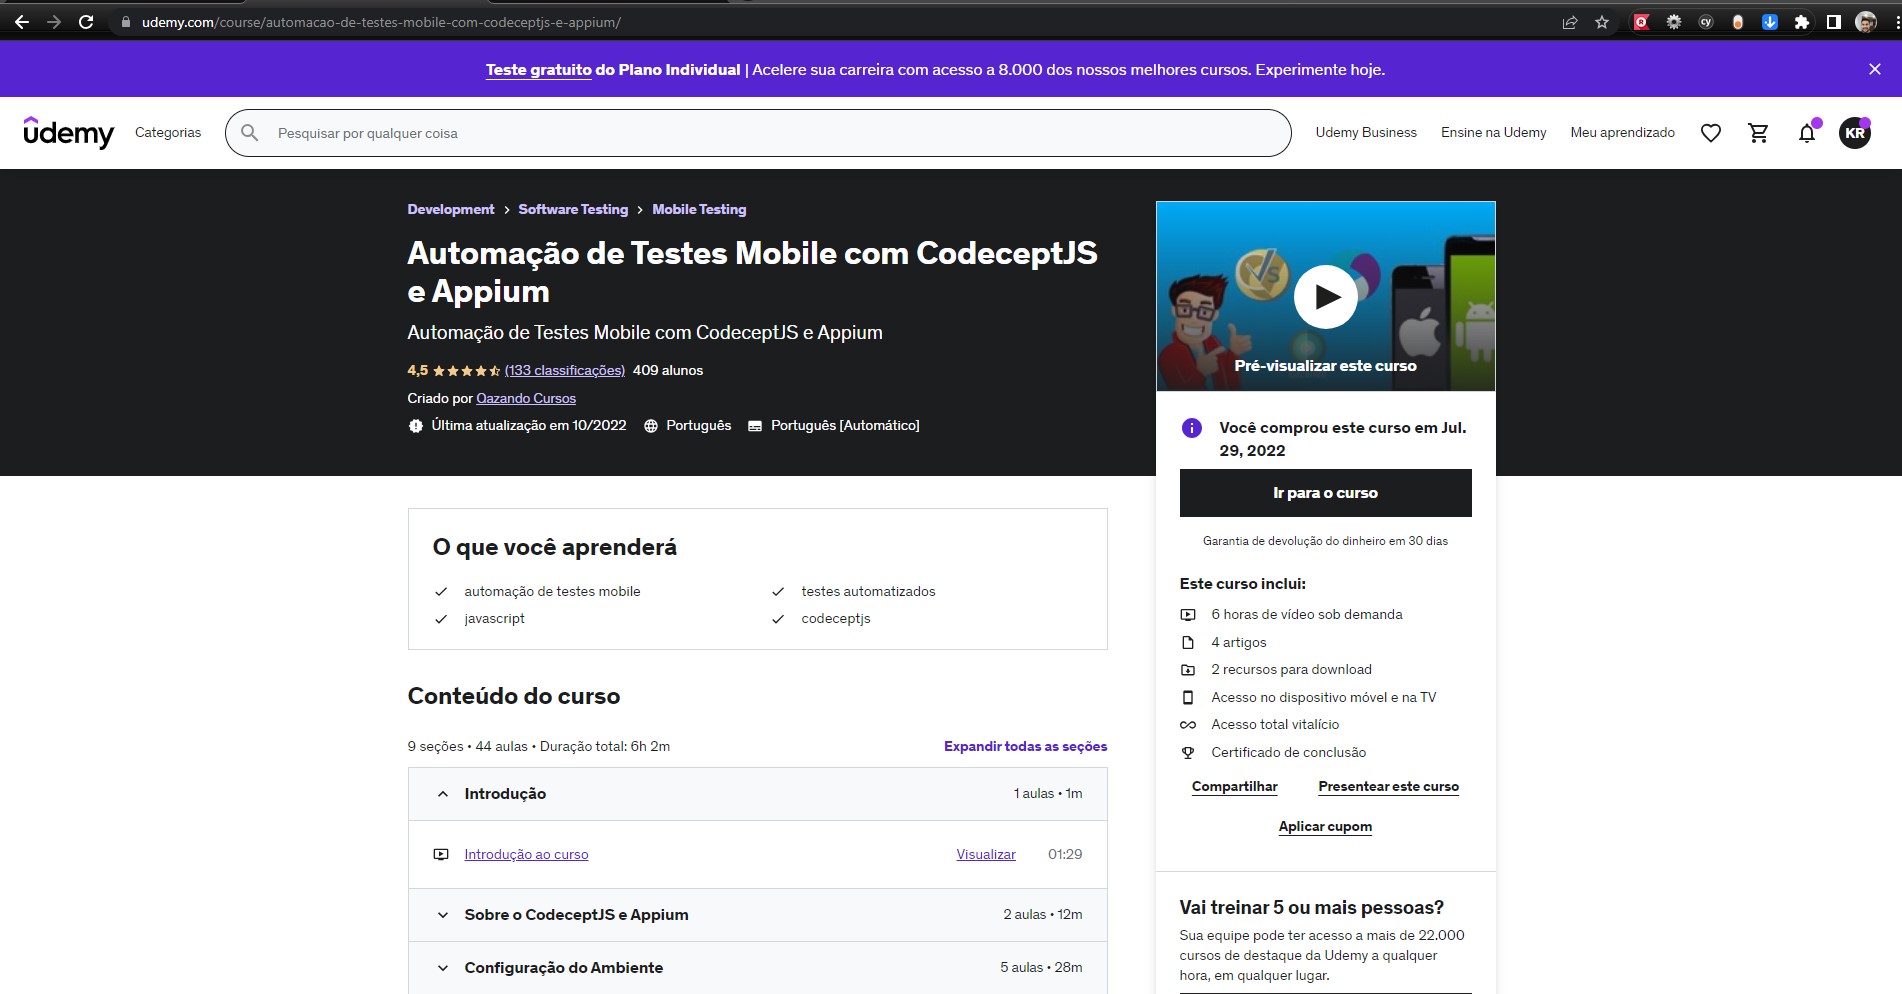 udemy.com/course/automacao-de-testes-mobile-com-codeceptjs-e-appium/
cy
Teste gratuito do Plano Individual | Acelere sua carreira com acesso a 8.000 dos nossos melhores cursos. Experimente hoje.
udemy
Categorias
Pesquisar por qualquer coisa
Udemy Business
Ensine na Udemy
Meu aprendizado
KR
Development > Software Testing > Mobile Testing
Automação de Testes Mobile com CodeceptJS
e Appium
Automação de Testes Mobile com CodeceptJS e Appium
4,5 (133 classificações) 409 alunos
Criado por Qazando Cursos
Última atualização em 10/2022 Português Português [Automático]
Pré-visualizar este curso
Você comprou este curso em Jul.
29, 2022
Ir para o curso
Garantia de devolução do dinheiro em 30 dias
Este curso inclui:
6 horas de vídeo sob demanda
4 artigos
2 recursos para download
Acesso no dispositivo móvel e na TV
Acesso total vitalício
Certificado de conclusão
Compartilhar
Presentear este curso
Aplicar cupom
Vai treinar 5 ou mais pessoas?
Sua equipe pode ter acesso a mais de 22.000
cursos de destaque da Udemy a qualquer
hora, em qualquer lugar.
O que você aprenderá
automação de testes mobile
testes automatizados
javascript
codeceptjs
Conteúdo do curso
9 seções • 44 aulas • Duração total: 6h 2m
Expandir todas as seções
Introdução
1 aulas • 1m
Introdução ao curso
Visualizar
01:29
Sobre o CodeceptJS e Appium
2 aulas • 12m
Configuração do Ambiente
5 aulas • 28m